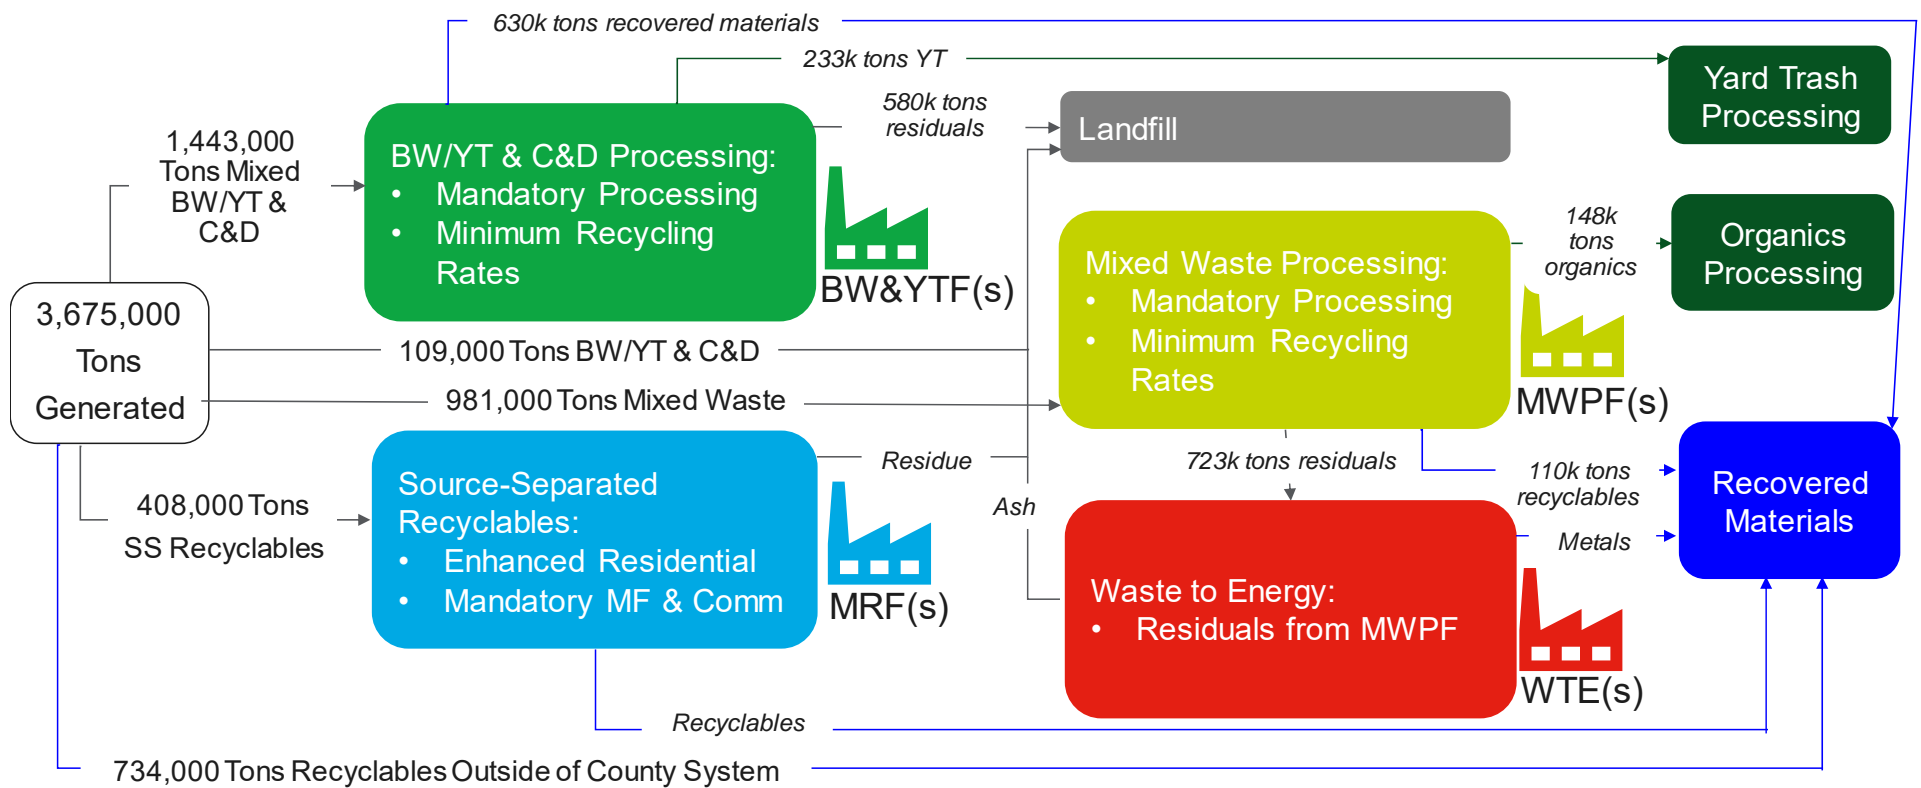 630k tons recovered materials
233k tons YT
Yard Trash
Processing
580k tons
residuals
Landfill
1,443,000
Tons Mixed
BW/YT &
C&D
BW/YT & C&D Processing:
• Mandatory Processing
• Minimum Recycling
Rates
BW&YTF(s)
148k
tons
organics
Organics
Processing
Mixed Waste Processing:
• Mandatory Processing
• Minimum Recycling
Rates
MWPF(s)
3,675,000
Tons
Generated
109,000 Tons BW/YT & C&D
981,000 Tons Mixed Waste
408,000 Tons
SS Recyclables
Source-Separated
Recyclables:
• Enhanced Residential
• Mandatory MF & Comm
MRF(s)
Residue
Ash
723k tons residuals
110k tons
recyclables
Metals
Recovered
Materials
Waste to Energy:
• Residuals from MWPF
WTE(s)
Recyclables
734,000 Tons Recyclables Outside of County System